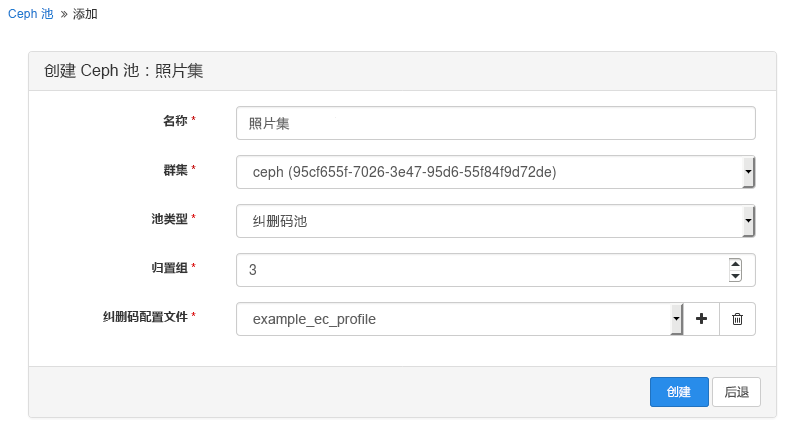 Ceph 池 » 添加
创建 Ceph 池：照片集
名称 *
照片集
群集 *
ceph (95cf655f-7026-3e47-95d6-55f84f9d72de)
池类型 *
纠删码池
归置组 *
3
纠删码配置文件 *
example_ec_profile
创建 后退